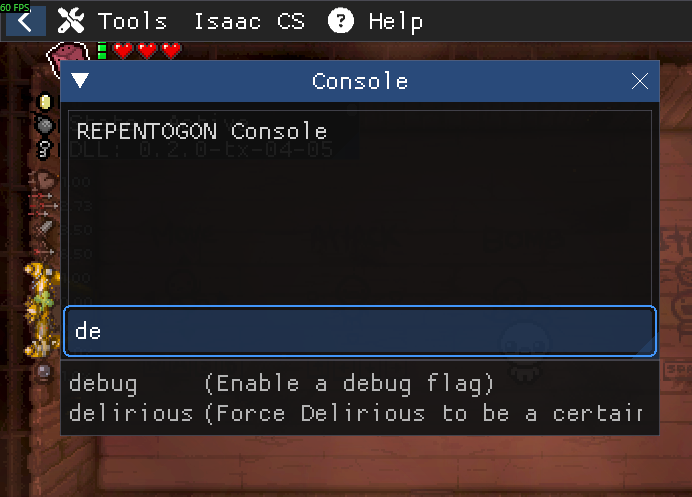 60 FPS
Tools Isaac CS ? Help
Console
REPENTOGON Console
DLL: 0.2.0-tx-04-05
de
debug (Enable a debug flag)
delirious (Force Delirious to be a certain